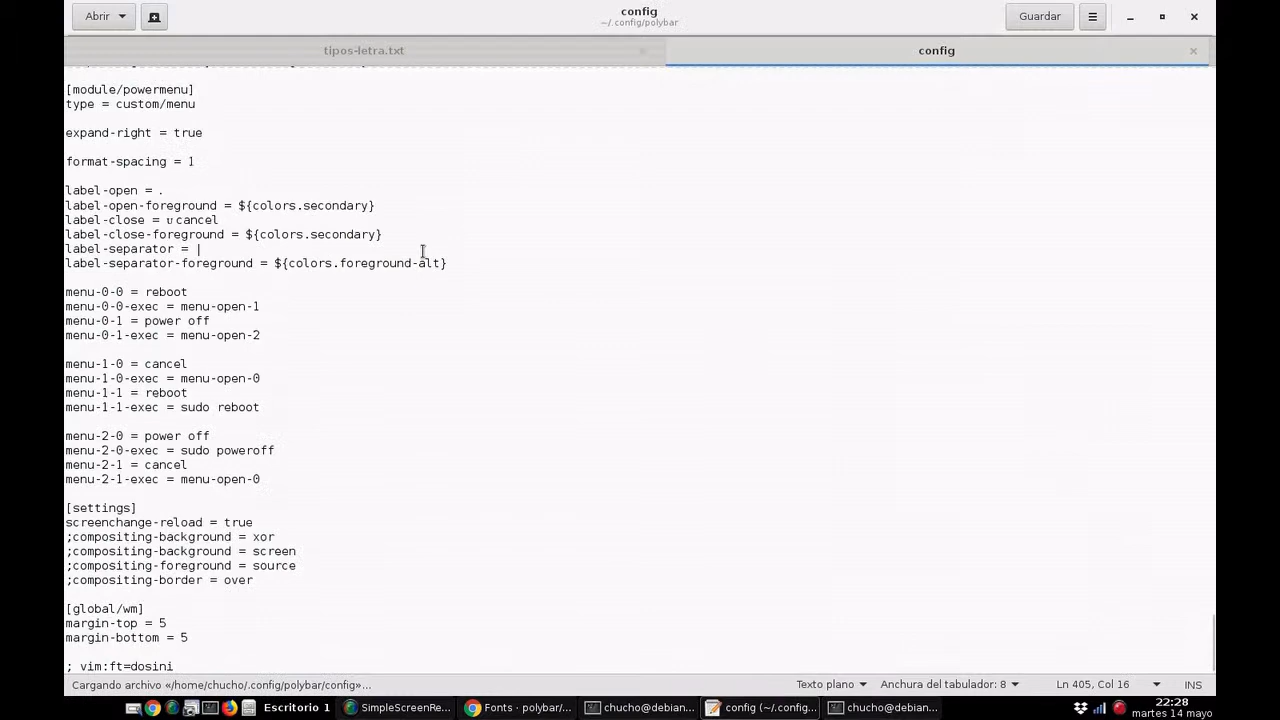 Abrir
config
~/.config/polybar
Guardar
tipos-letra.txt
config
[module/powermenu]
type = custom/menu
expand-right = true
format-spacing = 1
label-open = .
label-open-foreground = ${colors.secondary}
label-close = cancel
label-close-foreground = ${colors.secondary}
label-separator = |
label-separator-foreground = ${colors.foreground-alt}
menu-0-0 = reboot
menu-0-0-exec = menu-open-1
menu-0-1 = power off
menu-0-1-exec = menu-open-2
menu-1-0 = cancel
menu-1-0-exec = menu-open-0
menu-1-1 = reboot
menu-1-1-exec = sudo reboot
menu-2-0 = power off
menu-2-0-exec = sudo poweroff
menu-2-1 = cancel
menu-2-1-exec = menu-open-0
[settings]
screenchange-reload = true
;compositing-background = xor
;compositing-background = screen
;compositing-foreground = source
;compositing-border = over
[global/wm]
margin-top = 5
margin-bottom = 5
; vim:ft=dosini
Cargando archivo «/home/chucho/.config/polybar/config»...
Texto plano
Anchura del tabulador: 8
Ln 405, Col 16
INS
Escritorio 1
SimpleScreenRe...
Fonts · polybar/...
chucho@debian...
config (~/.config...
chucho@debian...
22:28
martes 14 mayo